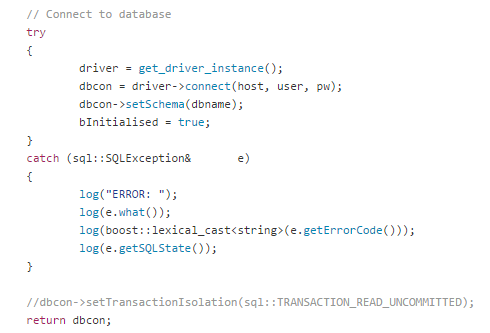 // Connect to database
try
{
        driver = get_driver_instance();
        dbcon = driver->connect(host, user, pw);
        dbcon->setSchema(dbname);
        bInitialised = true;
}
catch (sql::SQLException&       e)
{
        log("ERROR: ");
        log(e.what());
        log(boost::lexical_cast<string>(e.getErrorCode()));
        log(e.getSQLState());
}

//dbcon->setTransactionIsolation(sql::TRANSACTION_READ_UNCOMMITTED);
return dbcon;